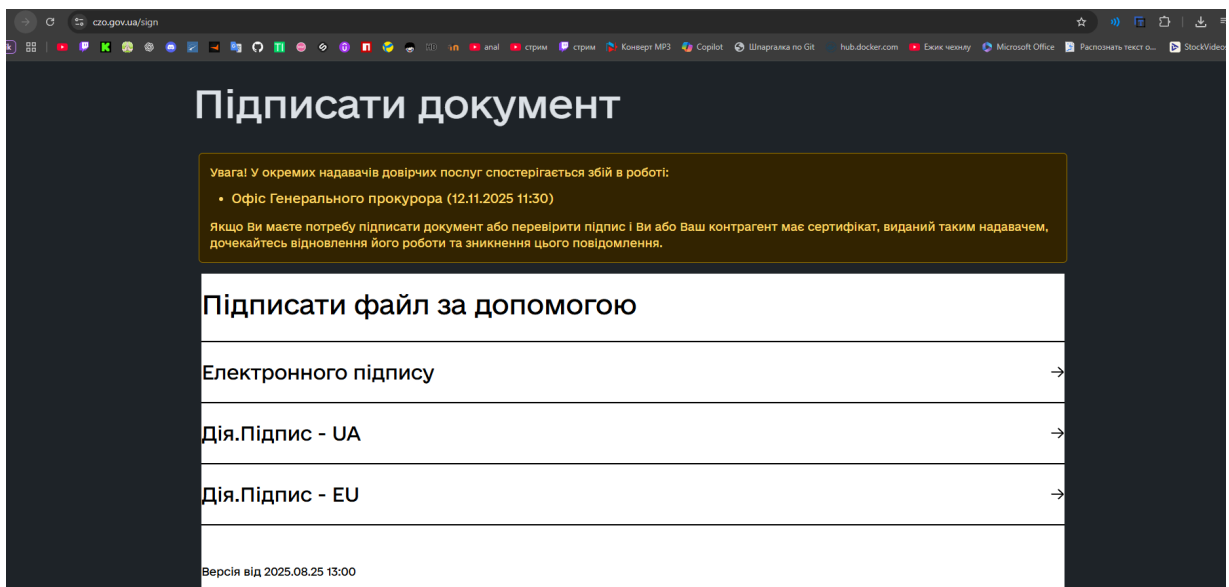 czo.gov.ua/sign
анal стрим стрим Конверт MP3 Copilot Шпаргалка по Git hub.docker.com Ежик чехнлу Microsoft Office Распознать текст о... StockVideo
Підписати документ
Увага! У окремих надавачів довірчих послуг спостерігається збій в роботі:
• Офіс Генерального прокурора (12.11.2025 11:30)
Якщо Ви маєте потребу підписати документ або перевірити підпис і Ви або Ваш контрагент має сертифікат, виданий таким надавачем,
дочекайтесь відновлення його роботи та зникнення цього повідомлення.
Підписати файл за допомогою
Електронного підпису
Дія.Підпис - UA
Дія.Підпис - EU
Версія від 2025.08.25 13:00